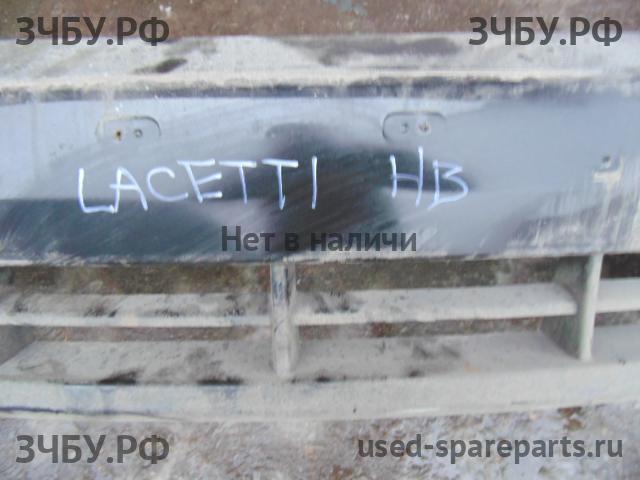 ЗЧБУ.РФ ЗЧБУ.РФ
LACETTI HB
Нет в наличи
ЗЧБУ.РФ used-spareparts.ru